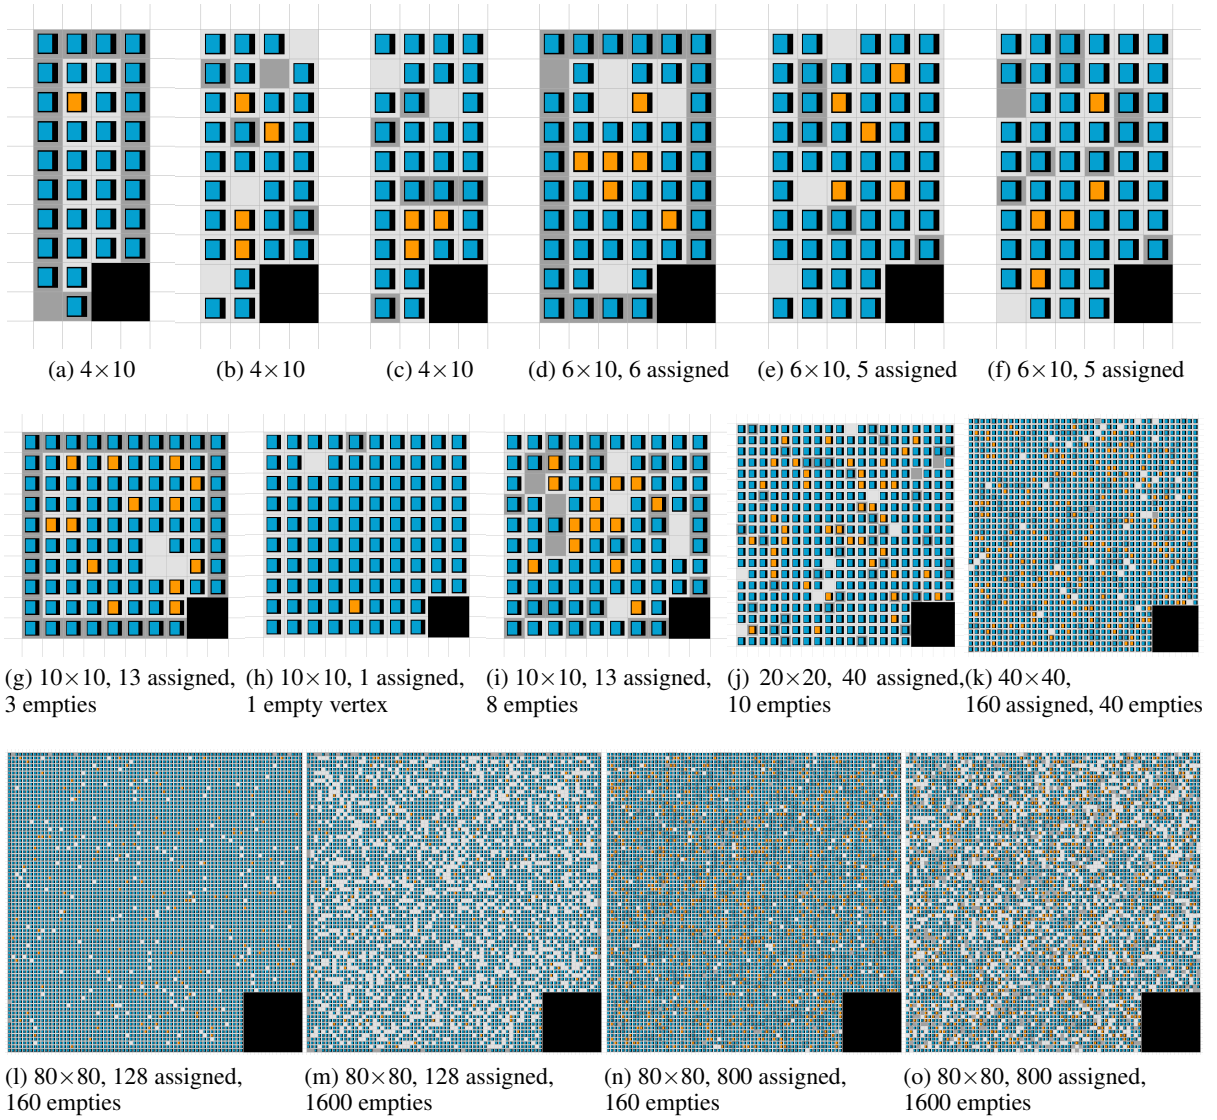 (a) 4×10
(b) 4×10
(c) 4×10
(d) 6×10, 6 assigned
(e) 6×10, 5 assigned
(f) 6×10, 5 assigned
(g) 10×10, 13 assigned,
3 empties
(h) 10×10, 1 assigned,
1 empty vertex
(i) 10×10, 13 assigned,
8 empties
(j) 20×20, 40 assigned,
10 empties
(k) 40×40,
160 assigned, 40 empties
(l) 80×80, 128 assigned,
160 empties
(m) 80×80, 128 assigned,
1600 empties
(n) 80×80, 800 assigned,
160 empties
(o) 80×80, 800 assigned,
1600 empties